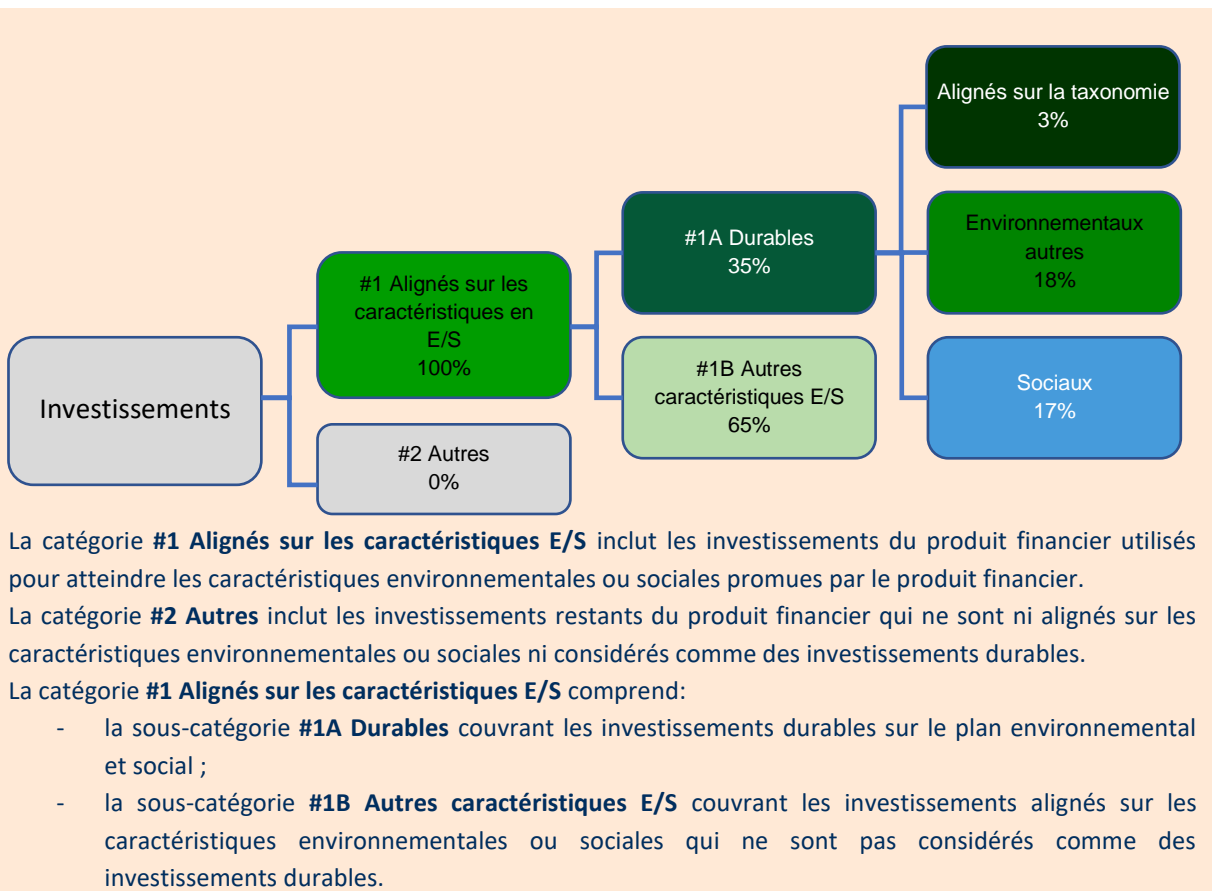 Alignés sur la taxonomie
3%
#1A Durables
35%
Environnementaux
autres
18%
#1 Alignés sur les
caractéristiques en
E/S
100%
#1B Autres
caractéristiques E/S
65%
Sociaux
17%
Investissements
#2 Autres
0%
La catégorie #1 Alignés sur les caractéristiques E/S inclut les investissements du produit financier utilisés
pour atteindre les caractéristiques environnementales ou sociales promues par le produit financier.
La catégorie #2 Autres inclut les investissements restants du produit financier qui ne sont ni alignés sur les
caractéristiques environnementales ou sociales ni considérés comme des investissements durables.
La catégorie #1 Alignés sur les caractéristiques E/S comprend:
- la sous-catégorie #1A Durables couvrant les investissements durables sur le plan environnemental
et social ;
- la sous-catégorie #1B Autres caractéristiques E/S couvrant les investissements alignés sur les
caractéristiques environnementales ou sociales qui ne sont pas considérés comme des
investissements durables.